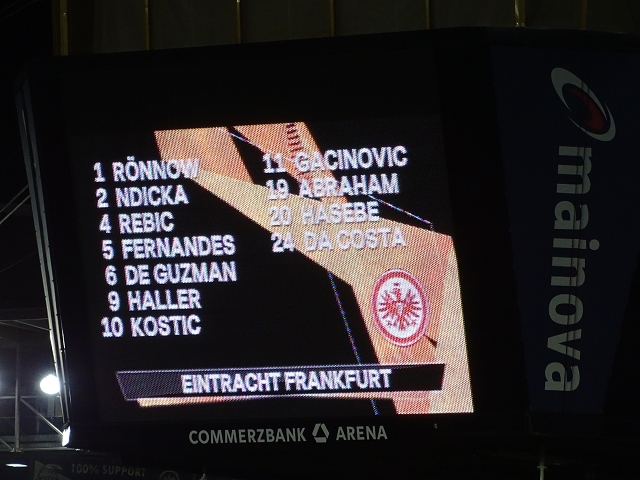 1 RÖNNOW
2 NDICKA
4 REBIC
5 FERNANDES
6 DE GUZMAN
9 HALLER
10 KOSTIC
11 GACINOVIC
19 ABRAHAM
20 HASEBE
24 DA COSTA
EINTRACHT FRANKFURT
COMMERZBANK ARENA
mainova
100% SUPPORT